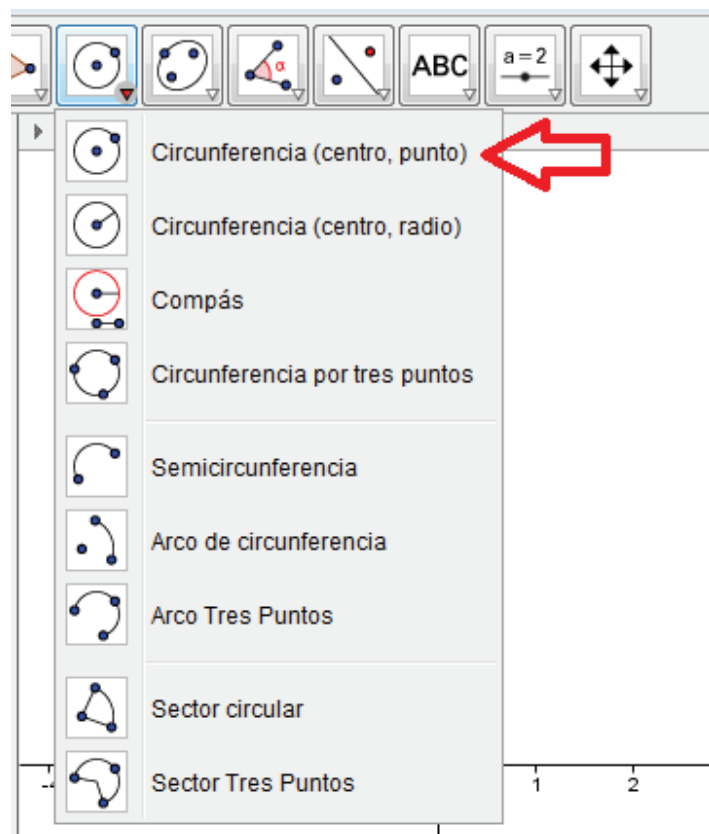 α ABC a=2
Circunferencia (centro, punto)
Circunferencia (centro, radio)
Compás
Circunferencia por tres puntos
Semicircunferencia
Arco de circunferencia
Arco Tres Puntos
Sector circular
Sector Tres Puntos
1 2